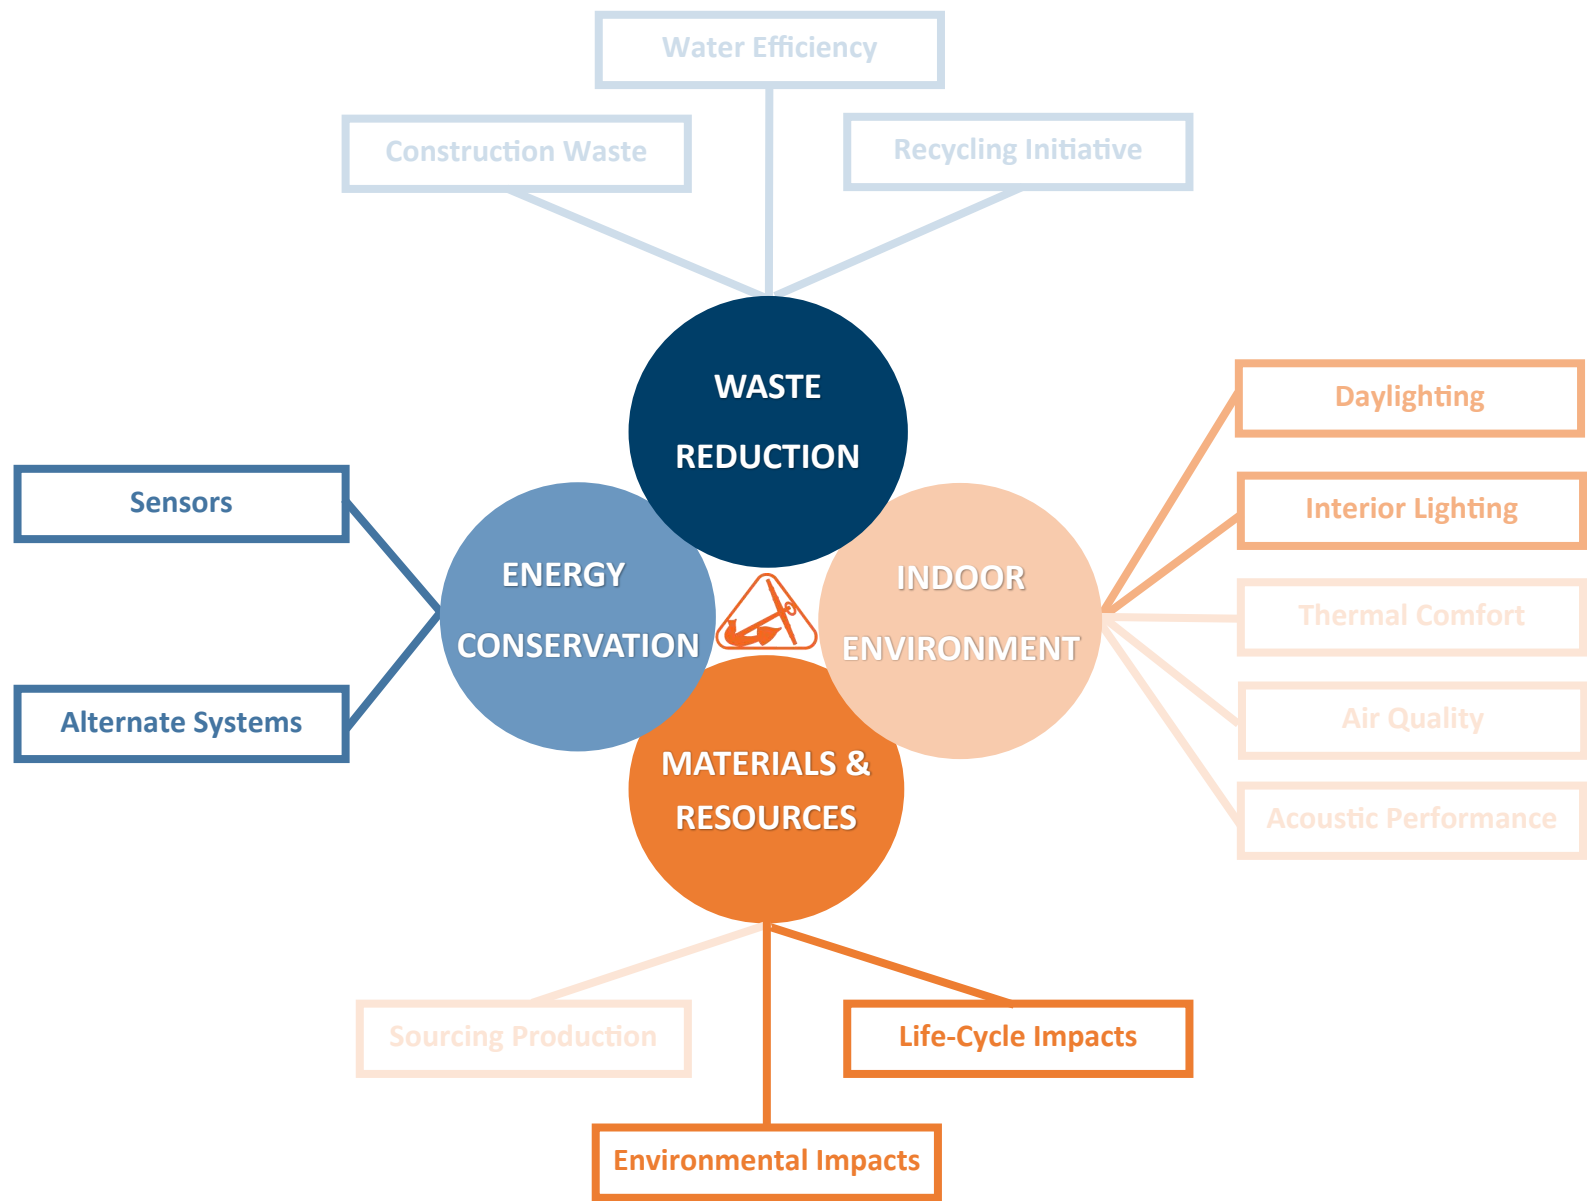 Water Efficiency
Construction Waste
Recycling Initiative
WASTE
REDUCTION
Daylighting
Interior Lighting
Thermal Comfort
Air Quality
Acoustic Performance
INDOOR
ENVIRONMENT
Sensors
Alternate Systems
ENERGY
CONSERVATION
MATERIALS &
RESOURCES
Sourcing Production
Life-Cycle Impacts
Environmental Impacts